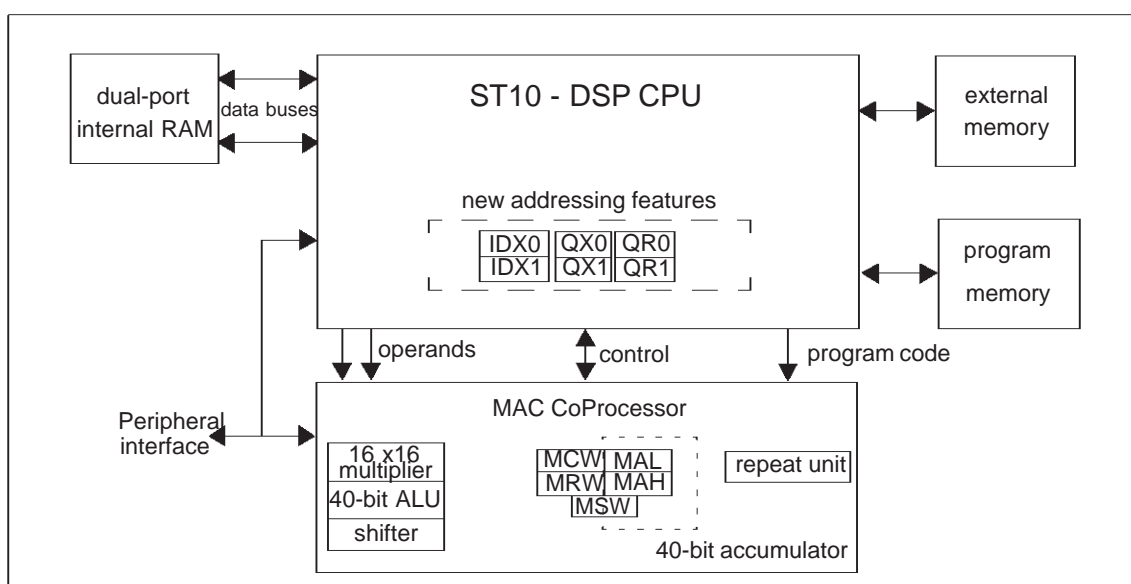 dual-port
internal RAM
data buses
ST10 - DSP CPU
external
memory
new addressing features
IDX0 QX0 QR0
IDX1 QX1 QR1
program
memory
operands
control
program code
Peripheral
interface
MAC CoProcessor
16 x16
multiplier
40-bit ALU
shifter
MCW MAL
MRW MAH
MSW
repeat unit
40-bit accumulator